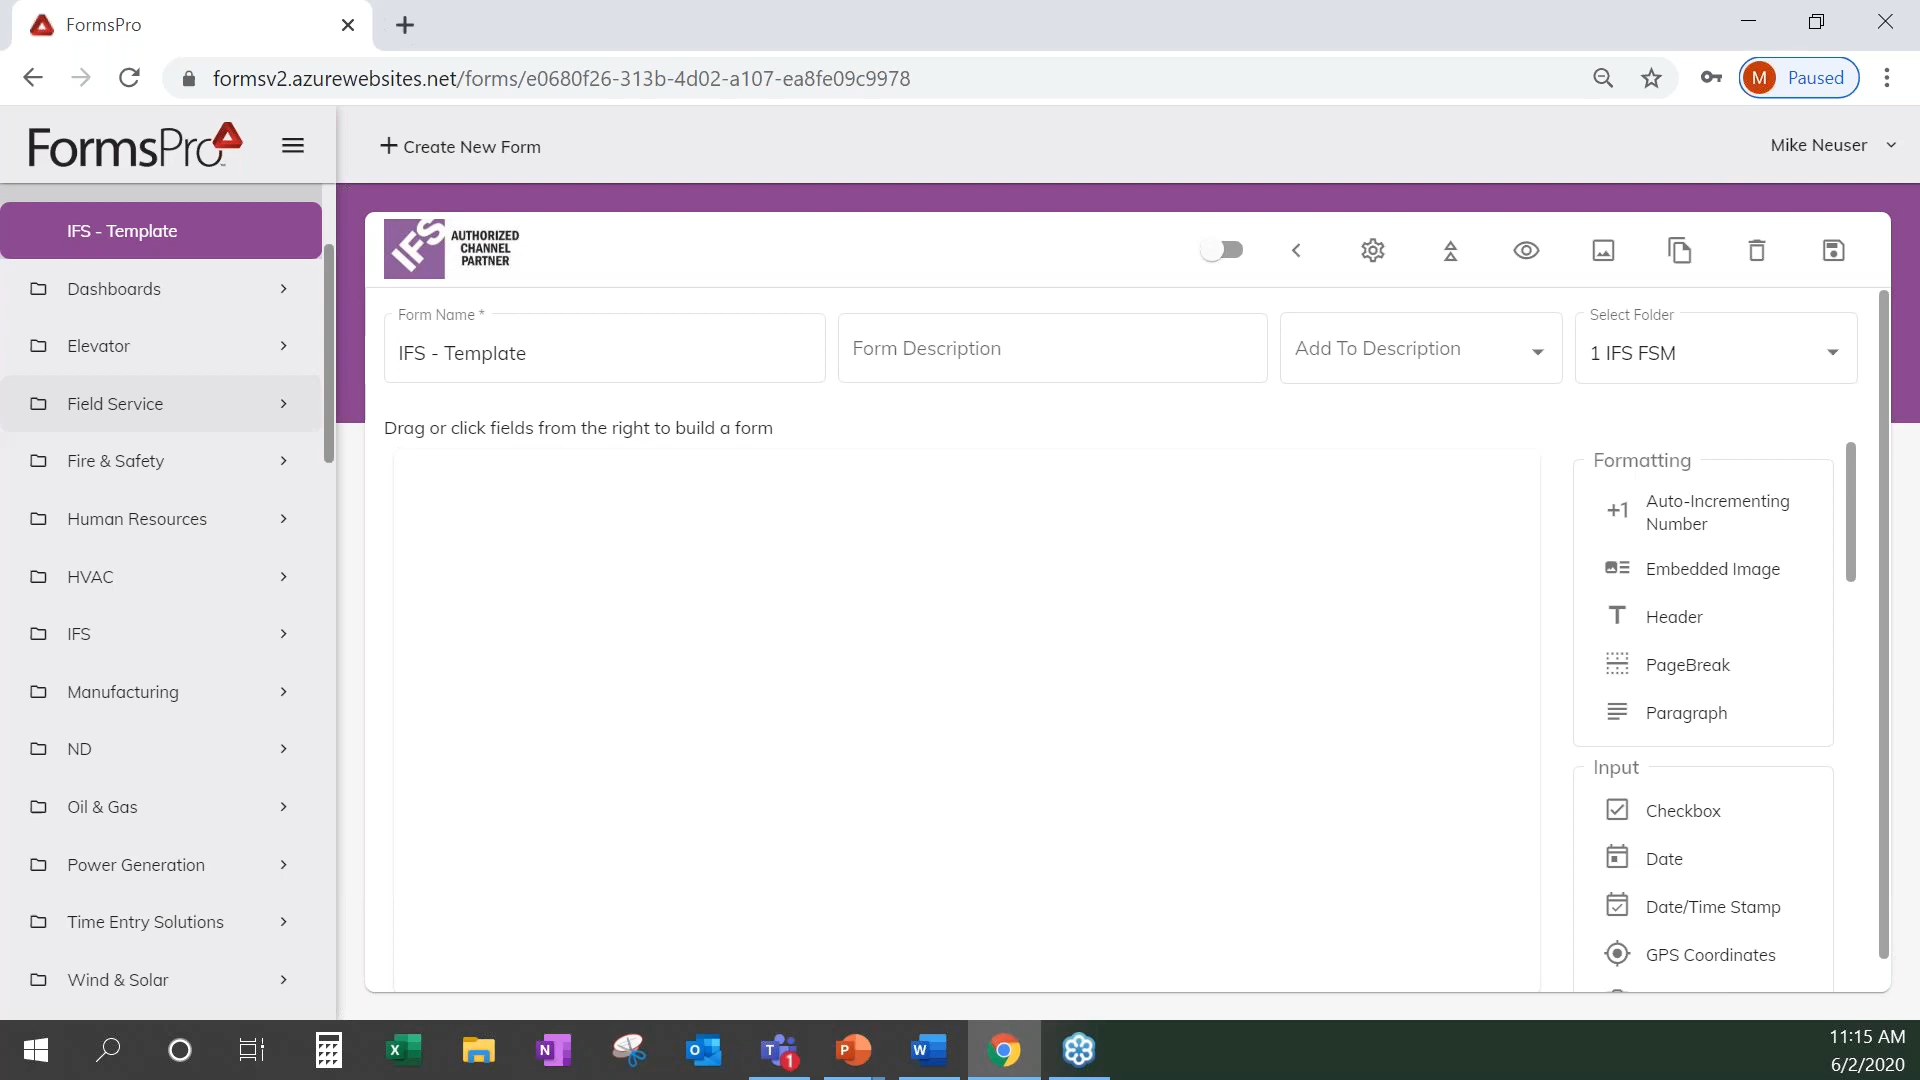 FormsPro
formsv2.azurewebsites.net/forms/e0680f26-313b-4d02-a107-ea8fe09c9978
M Paused
FormsPro
Create New Form
Mike Neuser
IFS - Template
Dashboards
Elevator
Field Service
Fire & Safety
Human Resources
HVAC
IFS
Manufacturing
ND
Oil & Gas
Power Generation
Time Entry Solutions
Wind & Solar
IFS
AUTHORIZED
CHANNEL
PARTNER
Form Name *
IFS - Template
Form Description
Add To Description
Select Folder
1 IFS FSM
Drag or click fields from the right to build a form
Formatting
+1 Auto-Incrementing
Number
Embedded Image
T Header
PageBreak
Paragraph
Input
Checkbox
Date
Date/Time Stamp
GPS Coordinates
X
N
O
T 1
P
W
11:15 AM
6/2/2020